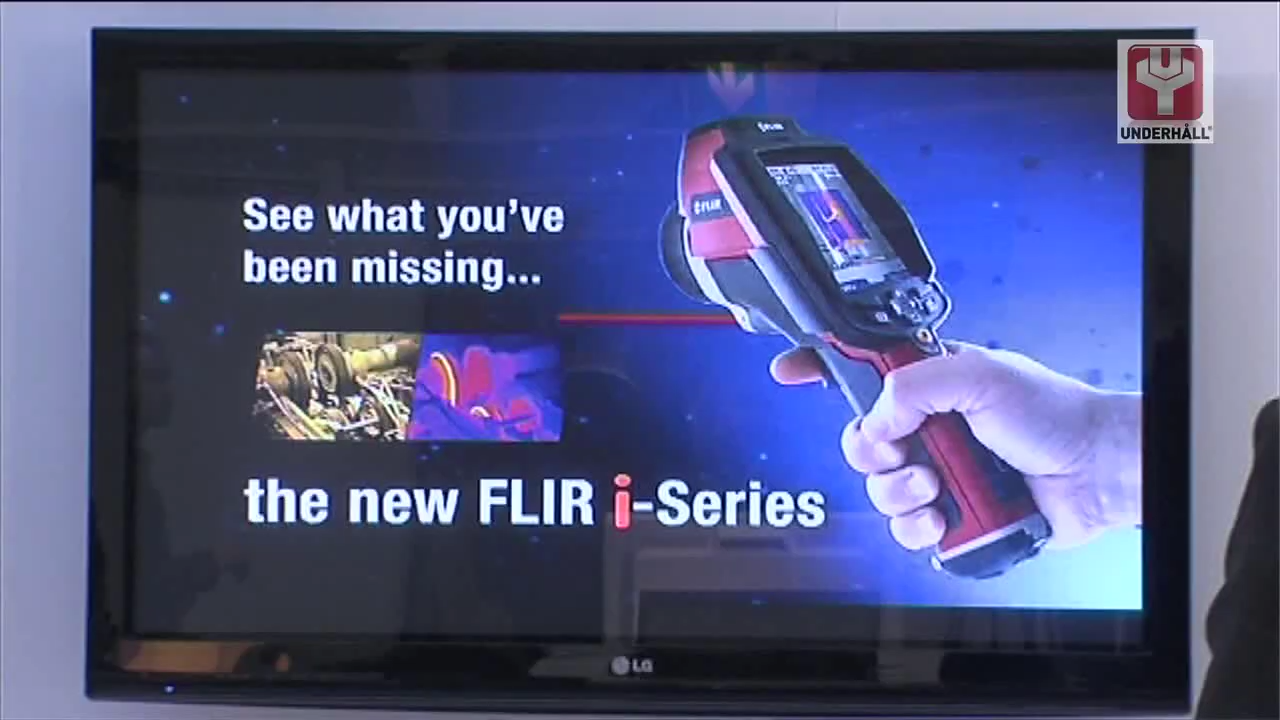 UNDERHÅLL®
FLIR
FLIR
See what you've
been missing...
the new FLIR i-Series
LG